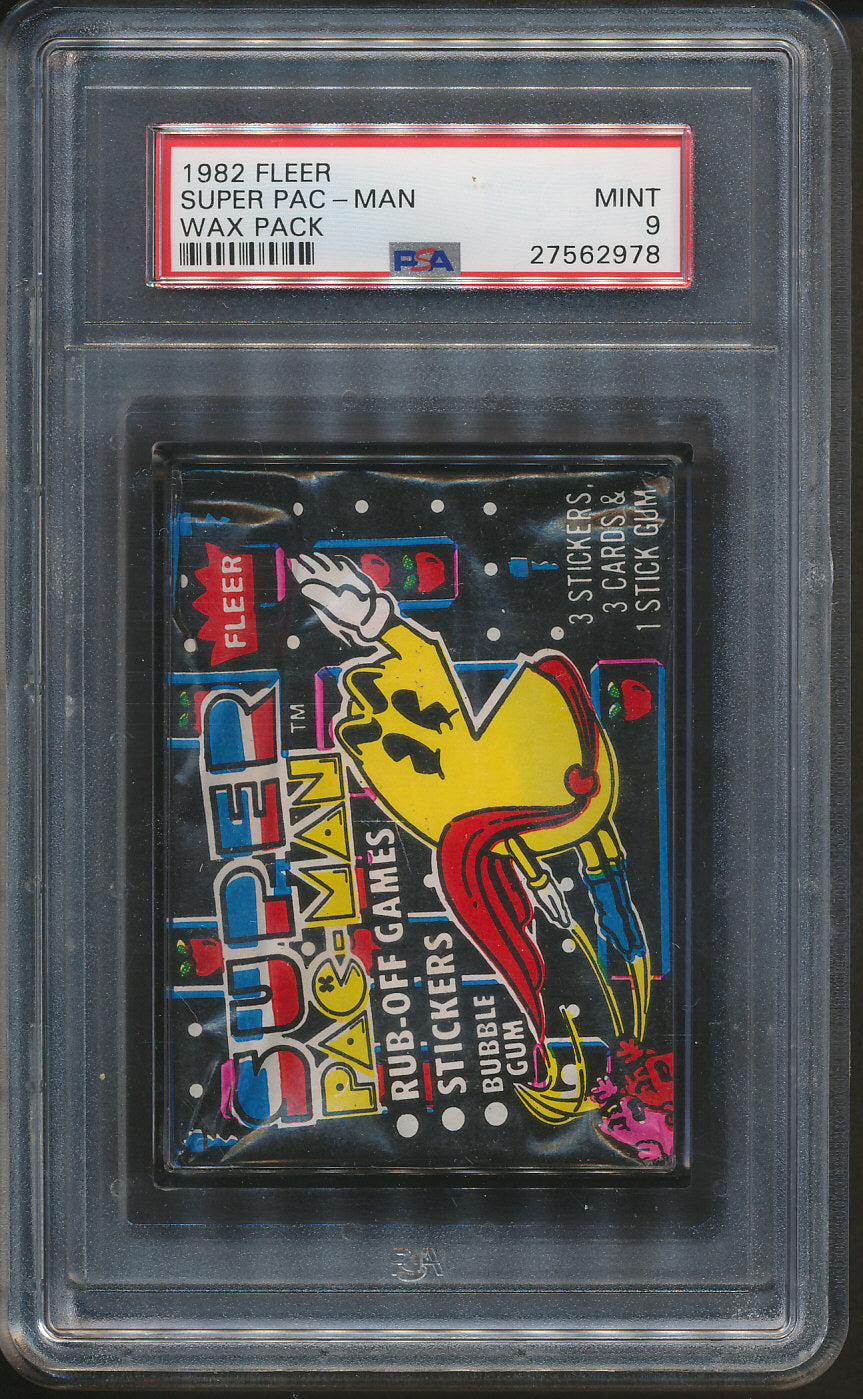 1982 FLEER
SUPER PAC-MAN MINT
WAX PACK 9
PSA 27562978
FLEER
SUPER
PAC-MAN TM
• RUB-OFF GAMES
• STICKERS
• BUBBLE
GUM
3 STICKERS,
3 CARDS &
1 STICK GUM
PSA